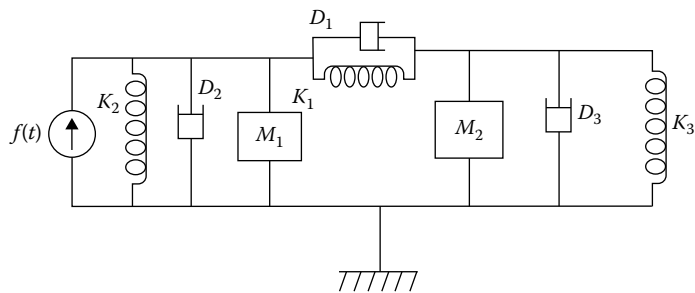 D₁
K₂
D₂
K₁
f(t)
M₁
M₂
D₃
K₃